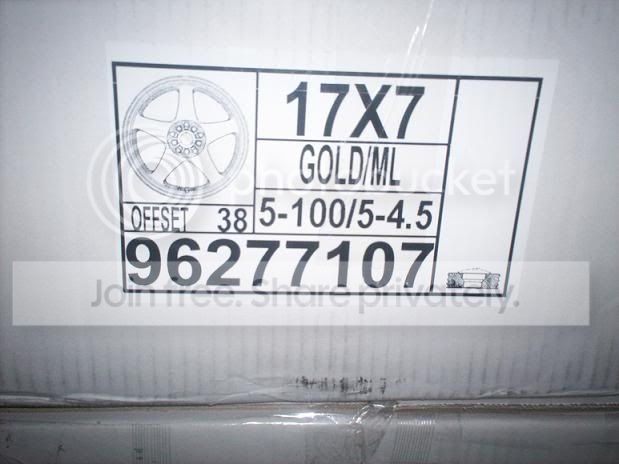 17X7
GOLD/ML
OFFSET 38
5-100/5-4.5
96277107
photobucket
Join free. Share privately.